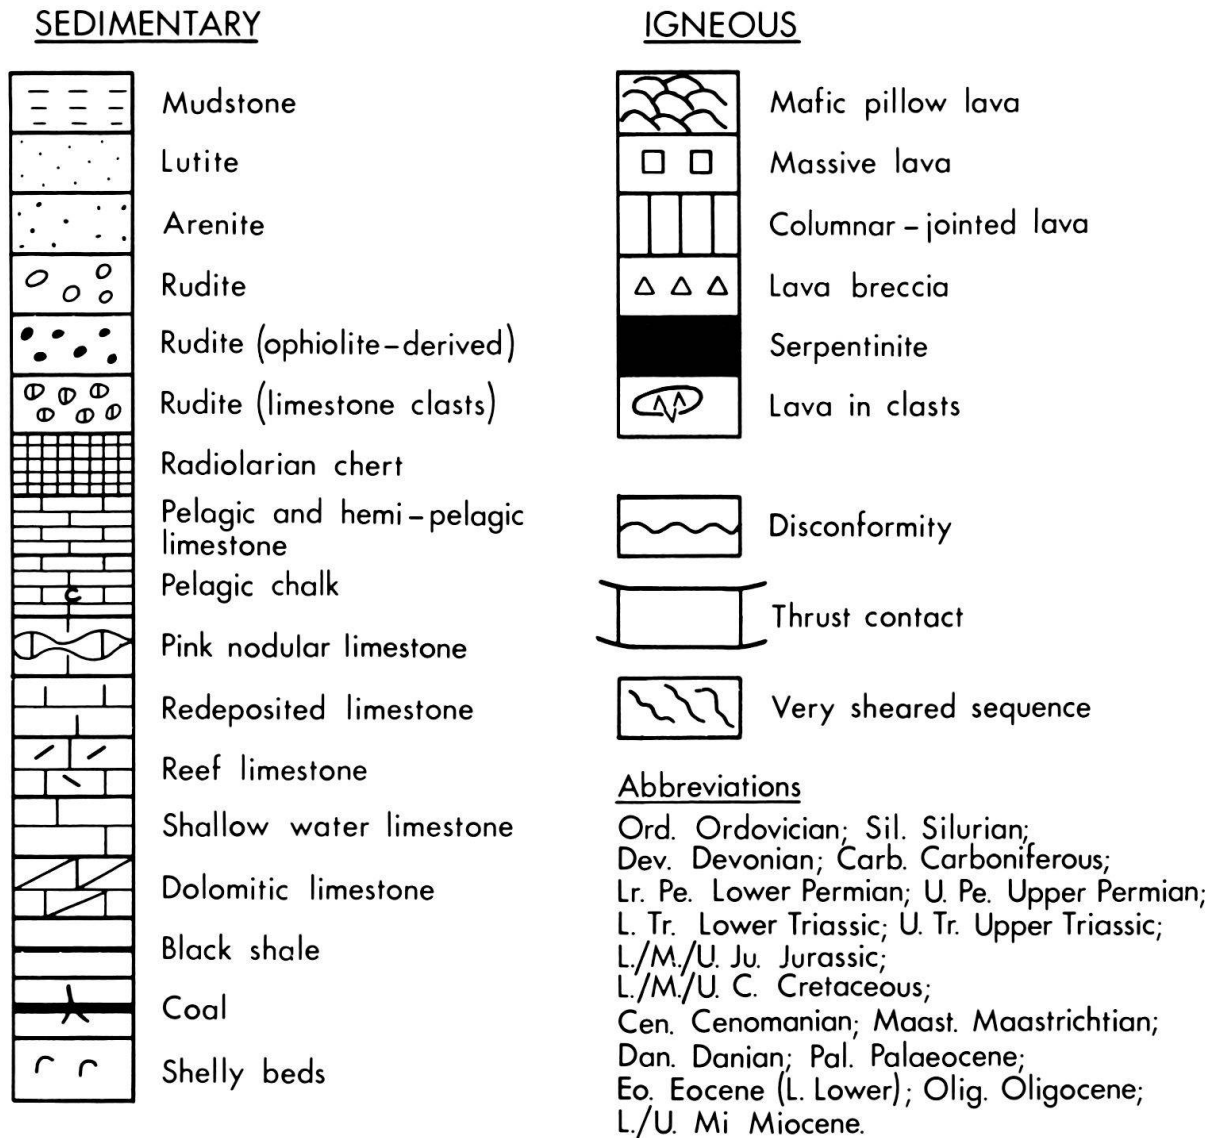 SEDIMENTARY
Mudstone
Lutite
Arenite
Rudite
Rudite (ophiolite-derived)
Rudite (limestone clasts)
Radiolarian chert
Pelagic and hemi-pelagic
limestone
Pelagic chalk
c
Pink nodular limestone
Redeposited limestone
Reef limestone
Shallow water limestone
Dolomitic limestone
Black shale
Coal
Shelly beds
IGNEOUS
Mafic pillow lava
Massive lava
Columnar-jointed lava
Lava breccia
Serpentinite
Lava in clasts
Disconformity
Thrust contact
Very sheared sequence
Abbreviations
Ord. Ordovician; Sil. Silurian;
Dev. Devonian; Carb. Carboniferous;
Lr. Pe. Lower Permian; U. Pe. Upper Permian;
L. Tr. Lower Triassic; U. Tr. Upper Triassic;
L./M./U. Ju. Jurassic;
L./M./U. C. Cretaceous;
Cen. Cenomanian; Maast. Maastrichtian;
Dan. Danian; Pal. Palaeocene;
Eo. Eocene (L. Lower); Olig. Oligocene;
L./U. Mi Miocene.